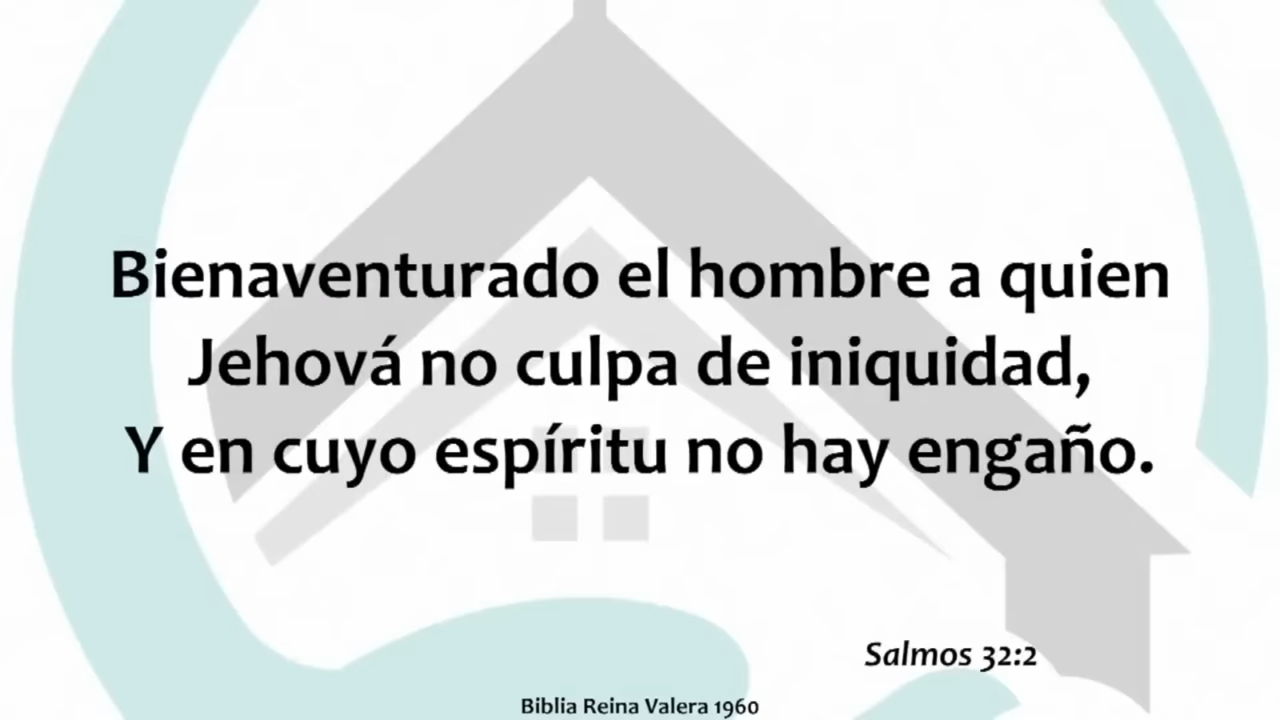 Bienaventurado el hombre a quien
Jehová no culpa de iniquidad,
Y en cuyo espíritu no hay engaño.
Salmos 32:2
Biblia Reina Valera 1960